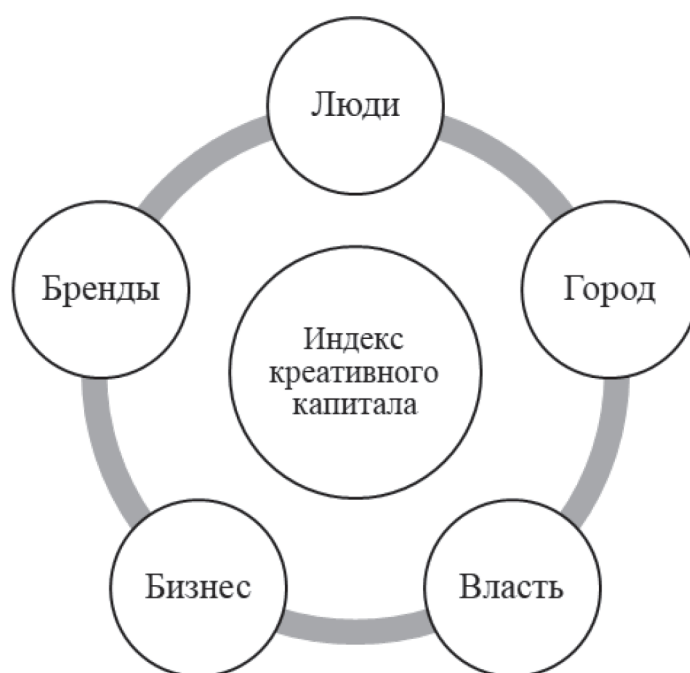 Люди
Бренды
Город
Индекс
креативного
капитала
Бизнес
Власть